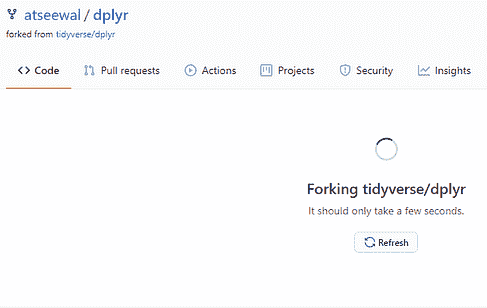 atseewal / dplyr
forked from tidyverse/dplyr
Code Pull requests Actions Projects Security Insights
Forking tidyverse/dplyr
It should only take a few seconds.
Refresh